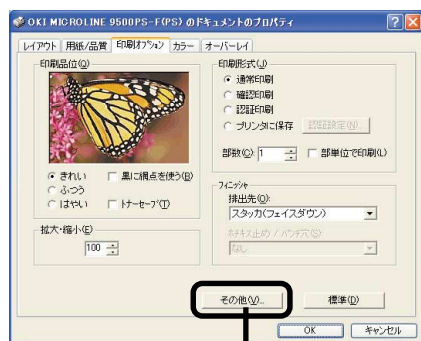 OKI MICROLINE 9500PS-F(PS) のドキュメントのプロパティ
レイアウト 用紙/品質 印刷オプション カラー オーバーレイ
印刷品位(Q)
きれい
ふつう
はやい
黒に網点を使う(B)
トナーセーブ(T)
拡大・縮小(E)
100
印刷形式(J)
通常印刷
確認印刷
認証印刷
プリンタに保存 認証設定(N)...
部数(C): 1 部単位で印刷(L)
フィニッシャ
排出先(O):
スタッカ(フェイスダウン)
ホチキス止め / パンチ穴(S):
なし
その他(V)... 標準(D)
OK キャンセル